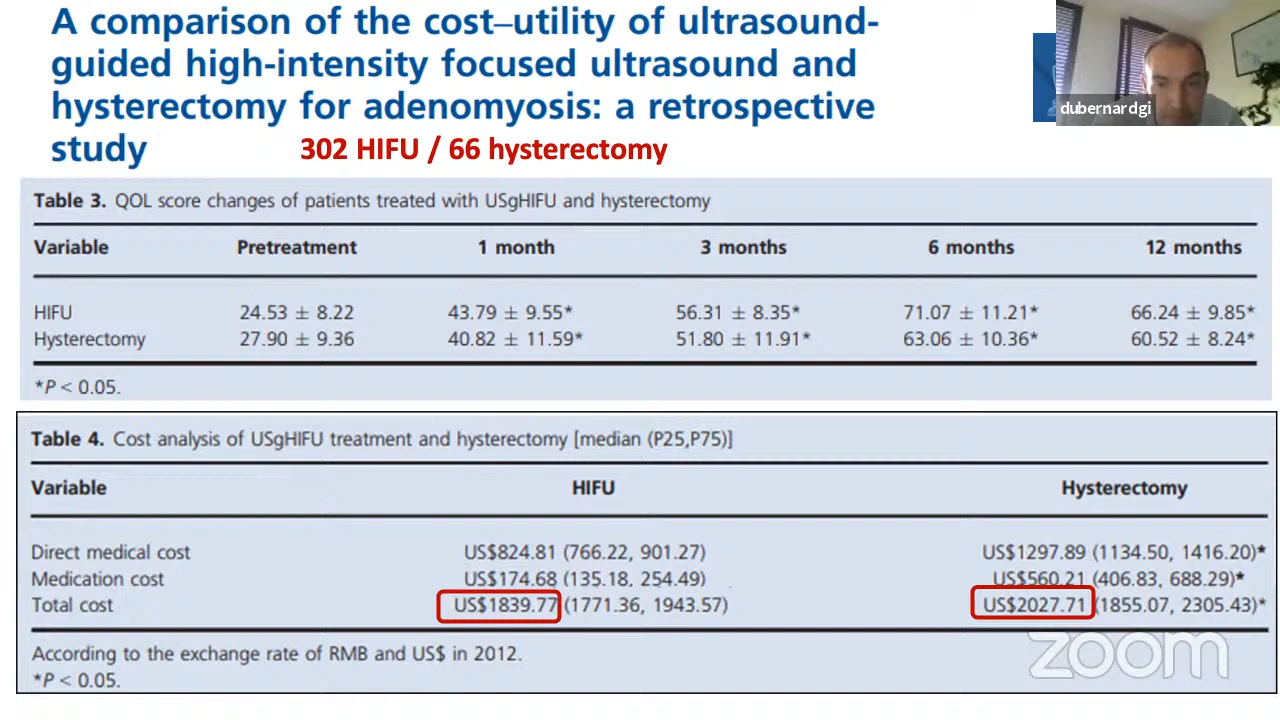 A comparison of the cost–utility of ultrasound-
guided high-intensity focused ultrasound and
hysterectomy for adenomyosis: a retrospective
study
302 HIFU / 66 hysterectomy
dubernardgi
Table 3. QOL score changes of patients treated with USgHIFU and hysterectomy
Variable Pretreatment 1 month 3 months 6 months 12 months
HIFU 24.53 ± 8.22 43.79 ± 9.55* 56.31 ± 8.35* 71.07 ± 11.21* 66.24 ± 9.85*
Hysterectomy 27.90 ± 9.36 40.82 ± 11.59* 51.80 ± 11.91* 63.06 ± 10.36* 60.52 ± 8.24*
*P < 0.05.
Table 4. Cost analysis of USgHIFU treatment and hysterectomy [median (P25,P75)]
Variable HIFU Hysterectomy
Direct medical cost US$824.81 (766.22, 901.27) US$1297.89 (1134.50, 1416.20)*
Medication cost US$174.68 (135.18, 254.49) US$560.21 (406.83, 688.29)*
Total cost US$1839.77 (1771.36, 1943.57) US$2027.71 (1855.07, 2305.43)*
According to the exchange rate of RMB and US$ in 2012.
*P < 0.05.
zoom